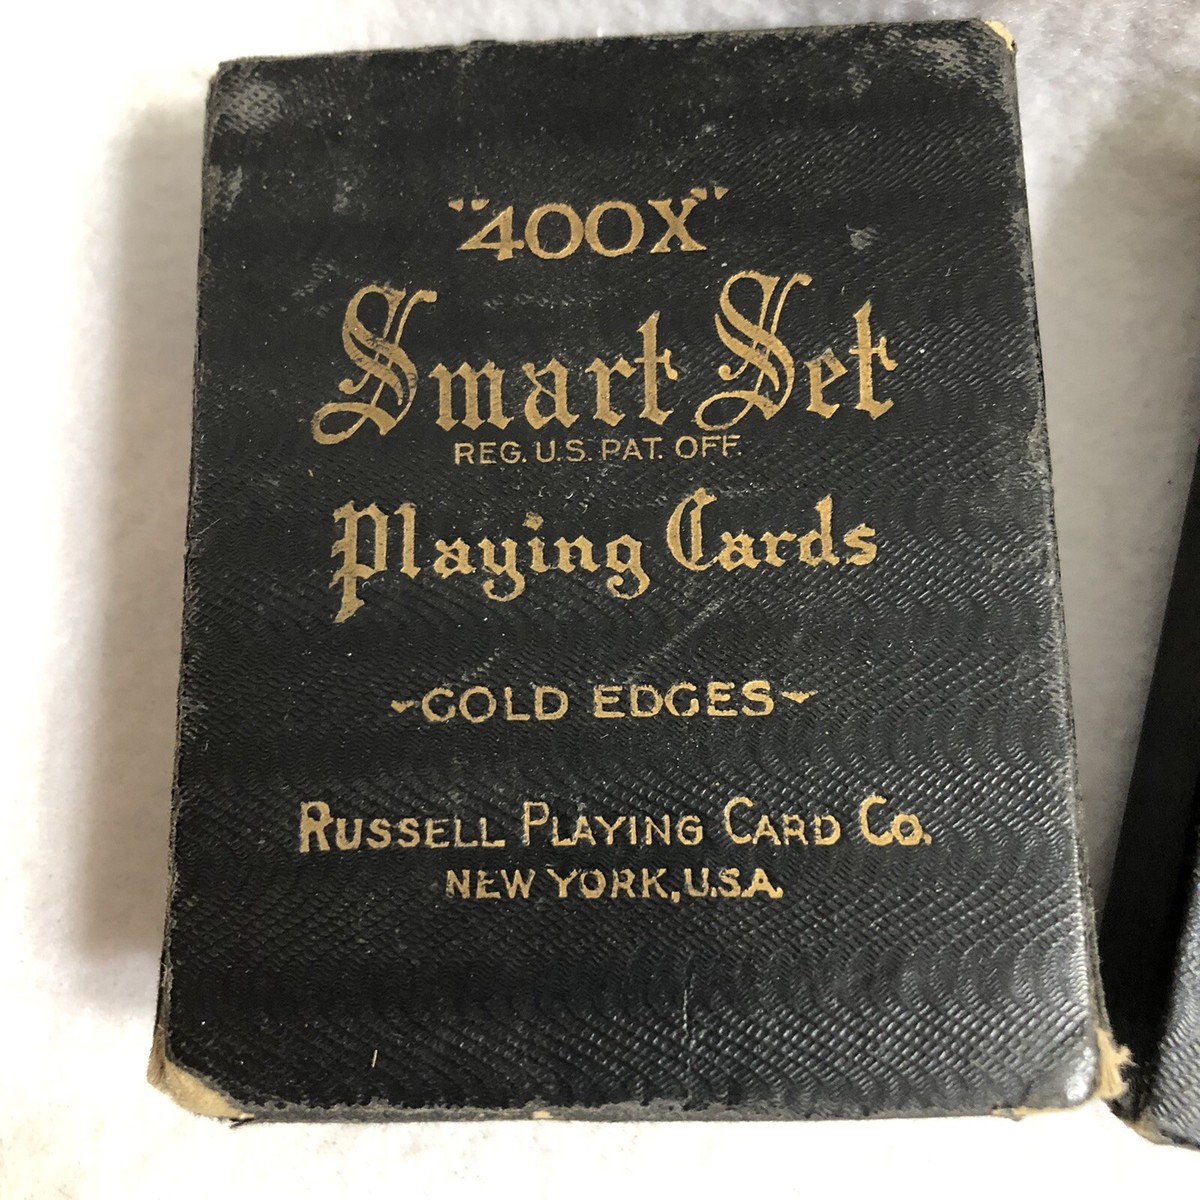 "400X"
Smart Set
REG. U.S. PAT. OFF.
Playing Cards
GOLD EDGES
RUSSELL PLAYING CARD CO.
NEW YORK, U.S.A.